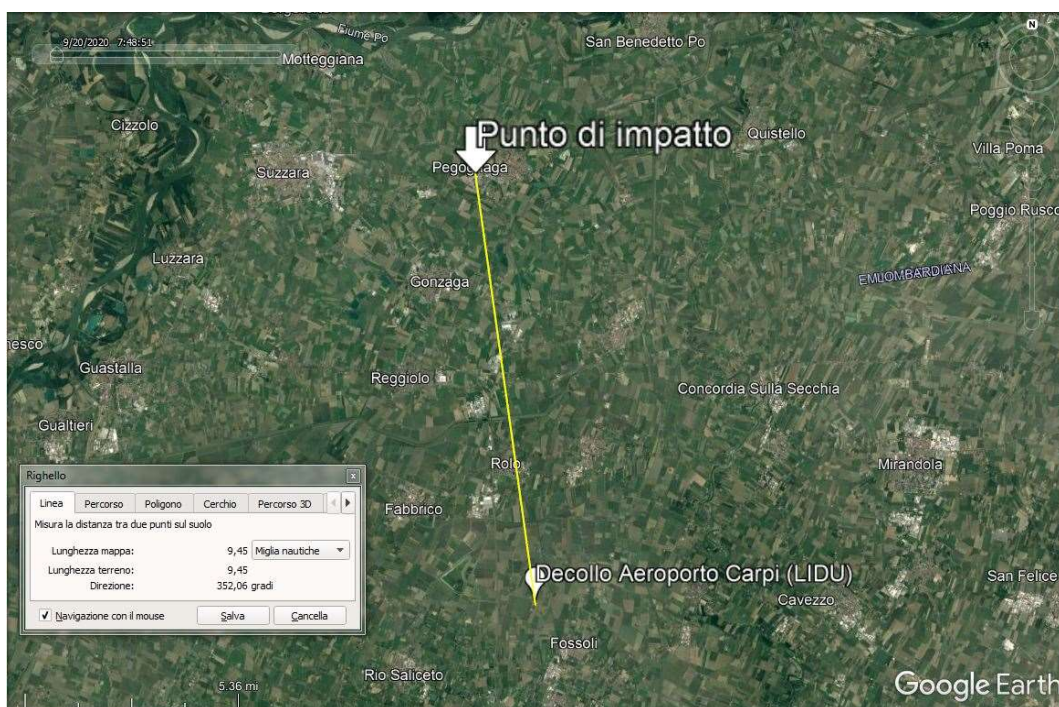 Fiume Po
9/20/2020 7:48:51
San Benedetto Po
N
Motteggiana
Cizzolo
Punto di impatto
Quistello
Villa Poma
Suzzara
Poggio Rusco
Luzzara
Gonzaga
Guastalla
Reggiolo
Concordia Sulla Secchia
Gualtieri
Rolo
Mirandola
Righello
Linea
Percorso
Poligono
Cerchio
Percorso 3D
Misura la distanza tra due punti sul suolo
Lunghezza mappa: 9,45 Miglia nautiche
Lunghezza terreno: 9,45
Direzione: 352,06 gradi
Navigazione con il mouse
Salva
Cancella
Fabbrico
Decollo Aeroporto Carpi (LIDU)
San Felice
Cavezzo
Fossoli
Rio Saliceto
5.36 mi
Google Earth